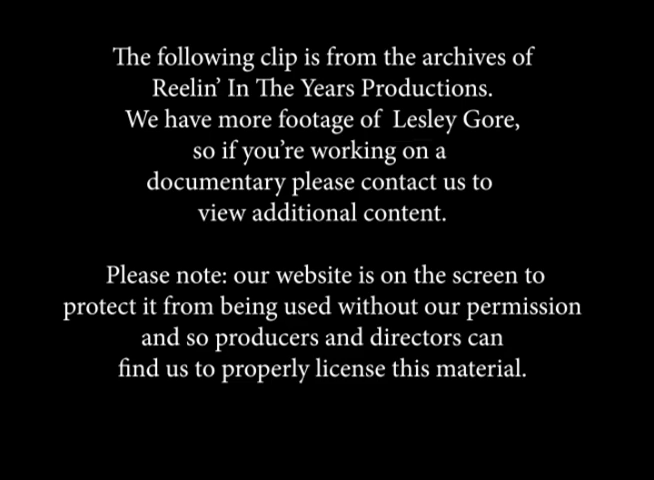 The following clip is from the archives of
Reelin’ In The Years Productions.
We have more footage of  Lesley Gore,
so if you’re working on a
documentary please contact us to
view additional content.
Please note: our website is on the screen to
protect it from being used without our permission
and so producers and directors can
find us to properly license this material.